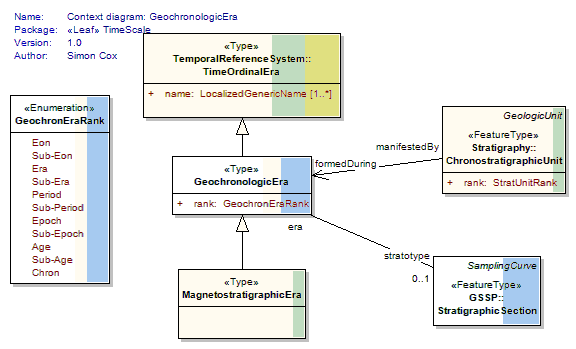 Name: Context diagram: GeochronologicEra
Package: «Leaf» TimeScale
Version: 1.0
Author: Simon Cox
«Type»
TemporalReferenceSystem::
TimeOrdinalEra
+ name: LocalizedGenericName [1..*]
«Enumeration»
GeochronEraRank
Eon
Sub-Eon
Era
Sub-Era
Period
Sub-Period
Epoch
Sub-Epoch
Age
Sub-Age
Chron
GeologicUnit
«FeatureType»
Stratigraphy::
ChronostratigraphicUnit
+ rank: StratUnitRank
manifestedBy
formedDuring
«Type»
GeochronologicEra
+ rank: GeochronEraRank
era
stratotype
0..1
«Type»
MagnetostratigraphicEra
SamplingCurve
«FeatureType»
GSSP::
StratigraphicSection